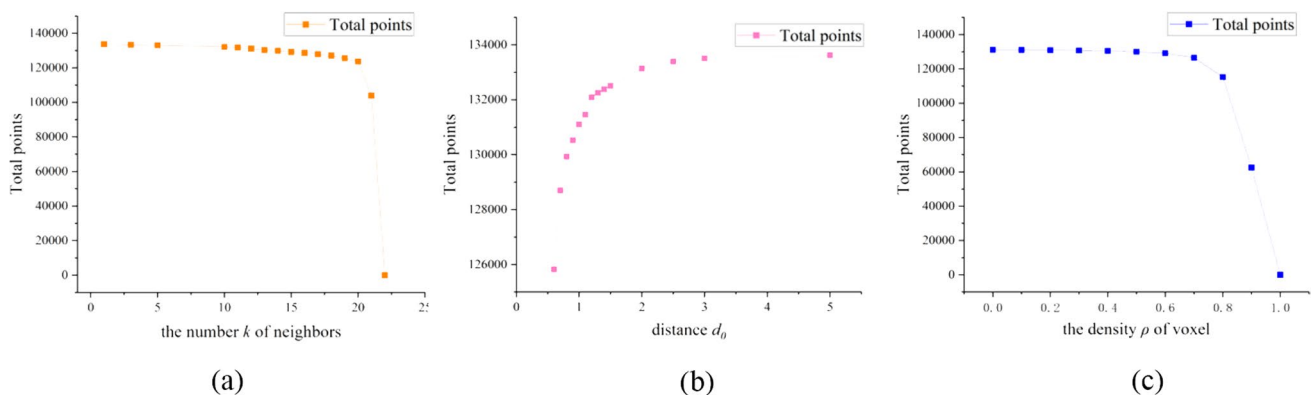 Total points
Total points
140000
120000
100000
80000
60000
40000
20000
0
0 5 10 15 20 25
the number k of neighbors
(a)
Total points
Total points
134000
132000
130000
128000
126000
0 1 2 3 4 5
distance d0
(b)
Total points
Total points
140000
120000
100000
80000
60000
40000
20000
0
0.0 0.2 0.4 0.6 0.8 1.0
the density ρ of voxel
(c)